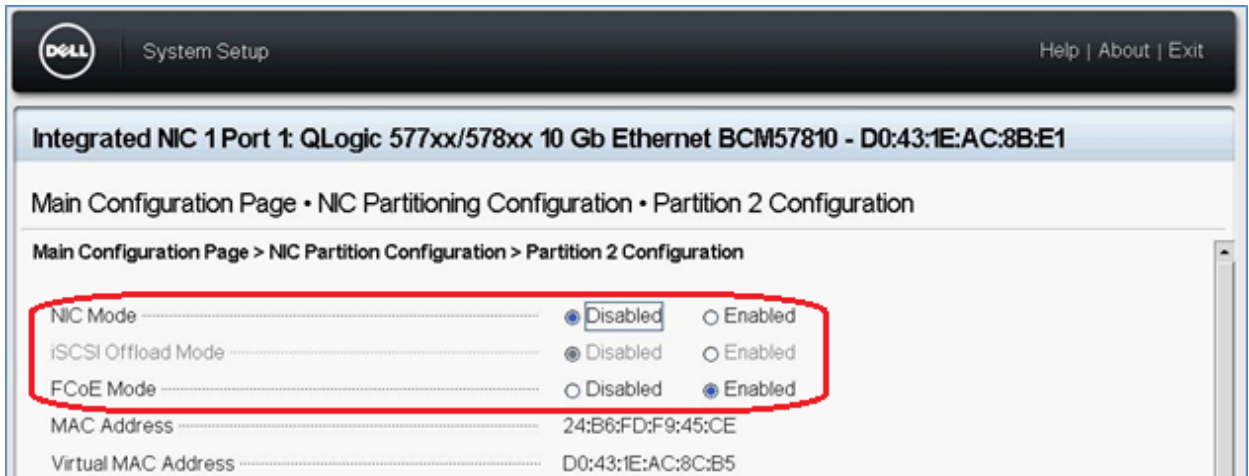 DELL
System Setup
Help | About | Exit
Integrated NIC 1 Port 1: QLogic 577xx/578xx 10 Gb Ethernet BCM57810 - D0:43:1E:AC:8B:E1
Main Configuration Page • NIC Partitioning Configuration • Partition 2 Configuration
Main Configuration Page > NIC Partition Configuration > Partition 2 Configuration
NIC Mode Disabled Enabled
iSCSI Offload Mode Disabled Enabled
FCoE Mode Disabled Enabled
MAC Address 24:B6:FD:F9:45:CE
Virtual MAC Address D0:43:1E:AC:8C:B5